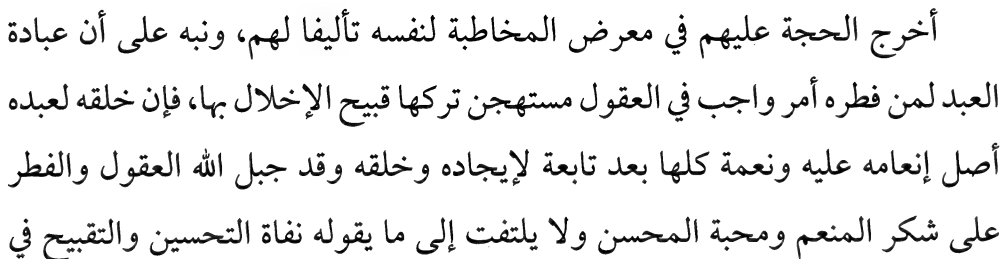 أخرج الحجة عليهم في معرض المخاطبة لنفسه تأليفا لهم، ونبه على أن عبادة
العبد لمن فطره أمر واجب في العقول مستهجن تركها قبيح الإخلال بها، فإن خلقه لعبده
أصل إنعامه عليه ونعمة كلها بعد تابعة لإيجاده وخلقه وقد جبل الله العقول والفطر
على شكر المنعم ومحبة المحسن ولا يلتفت إلى ما يقوله نفاة التحسين والتقبيح في